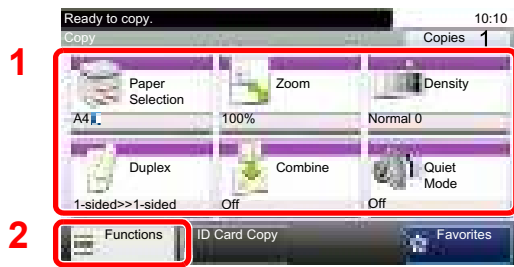 Ready to copy. 10:10
Copy Copies 1
1
Paper Selection Zoom Density
A4 100% Normal 0
Duplex Combine Quiet Mode
1-sided>>1-sided Off Off
2
Functions ID Card Copy Favorites